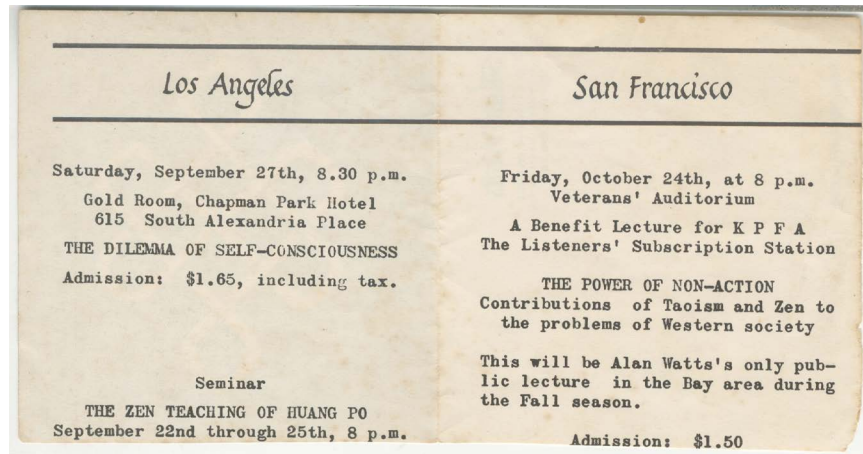 Los Angeles
Saturday, September 27th, 8.30 p.m.
Gold Room, Chapman Park Hotel
615 South Alexandria Place
THE DILEMMA OF SELF-CONSCIOUSNESS
Admission: $1.65, including tax.
Seminar
THE ZEN TEACHING OF HUANG PO
September 22nd through 25th, 8 p.m.
San Francisco
Friday, October 24th, at 8 p.m.
Veterans' Auditorium
A Benefit Lecture for K P F A
The Listeners' Subscription Station
THE POWER OF NON-ACTION
Contributions of Taoism and Zen to
the problems of Western society
This will be Alan Watts's only pub-
lic lecture in the Bay area during
the Fall season.
Admission: $1.50